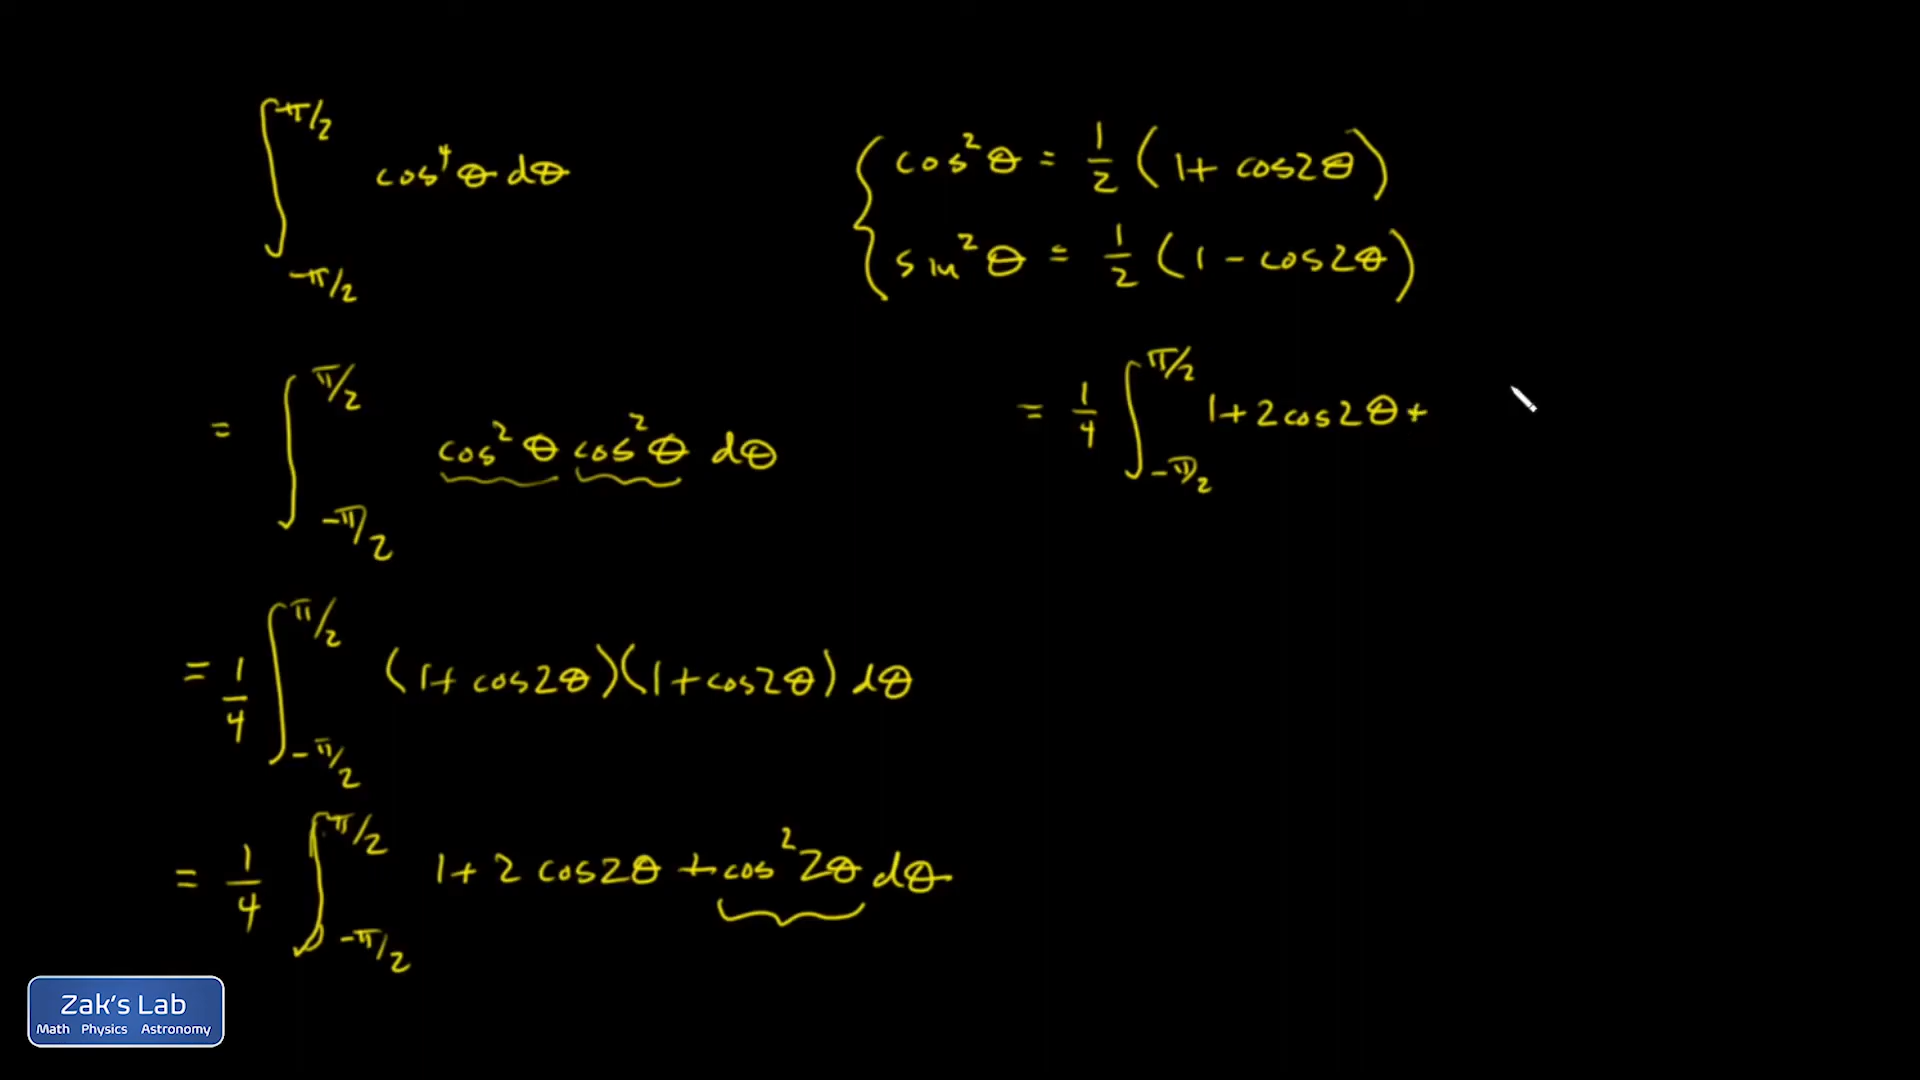 ∫_{-π/2}^{π/2} cos⁴θ dθ
= ∫_{-π/2}^{π/2} cos²θ cos²θ dθ
= 1/4 ∫_{-π/2}^{π/2} (1+cos2θ)(1+cos2θ) dθ
= 1/4 ∫_{-π/2}^{π/2} 1+2 cos2θ + cos²2θ dθ
{ cos²θ = 1/2 (1+ cos2θ)
sin²θ = 1/2 (1 - cos2θ)
= 1/4 ∫_{-π/2}^{π/2} 1+2cos2θ+
Zak's Lab
Math Physics Astronomy